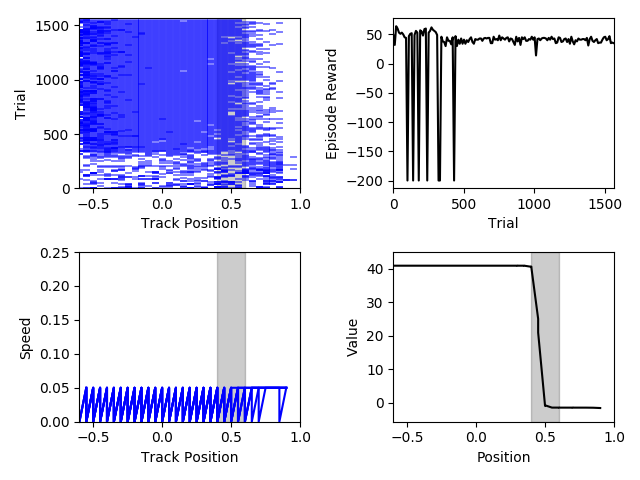 1500
1000
500
0
−0.5 0.0 0.5 1.0
Trial
Track Position
50
0
−50
−100
−150
−200
0 500 1000 1500
Episode Reward
Trial
0.25
0.20
0.15
0.10
0.05
0.00
−0.5 0.0 0.5 1.0
Speed
Track Position
40
30
20
10
0
−0.5 0.0 0.5 1.0
Value
Position